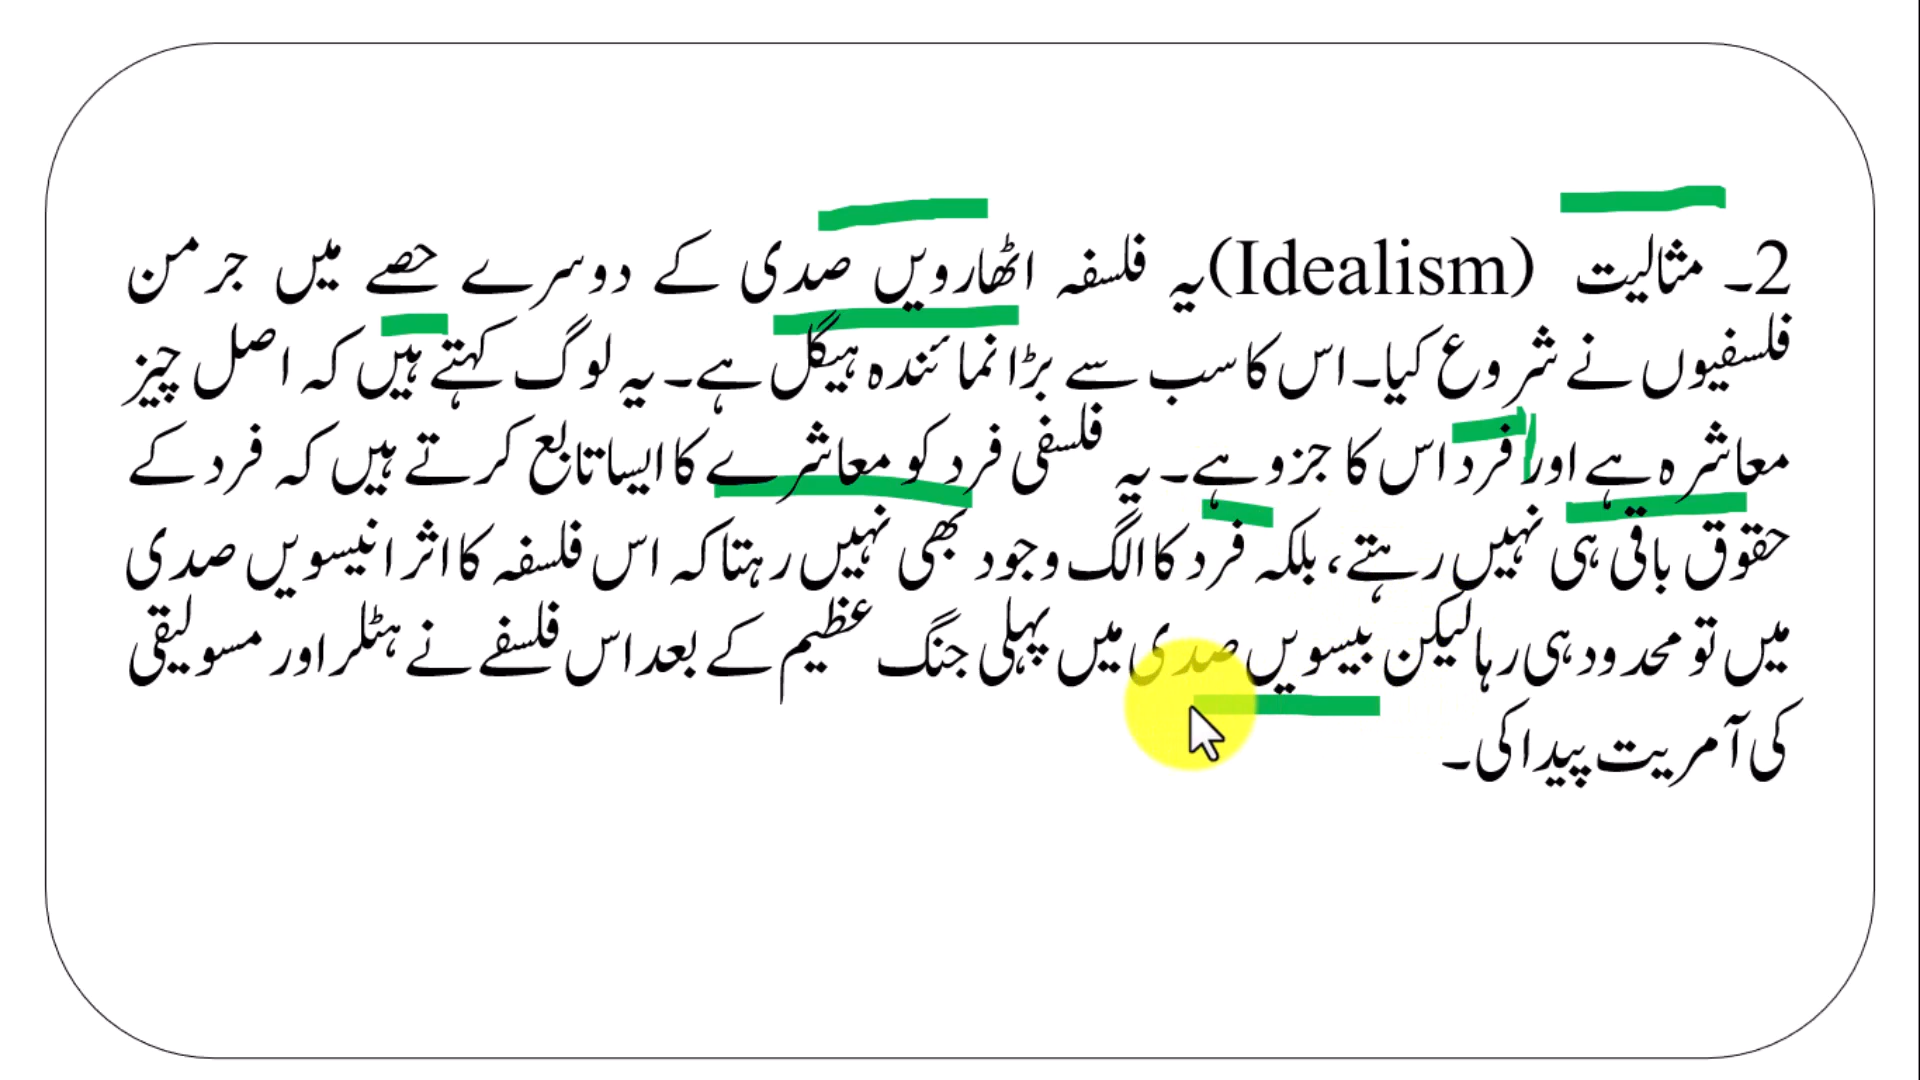 2۔ مثالیت (Idealism)یہ فلسفہ اٹھارویں صدی کے دوسرے حصے میں جرمن
فلسفیوں نے شروع کیا۔اس کا سب سے بڑا نمائندہ ہیگل ہے۔یہ لوگ کہتے ہیں کہ اصل چیز
معاشرہ ہے اور فرد اس کا جزو ہے۔ یہ فلسفی فرد کو معاشرے کا ایسا تابع کرتے ہیں کہ فرد کے
حقوق باقی ہی نہیں رہتے، بلکہ فرد کا الگ وجود بھی نہیں رہتا کہ اس فلسفہ کا اثر انیسویں صدی
میں تو محدود ہی رہا لیکن بیسویں صدی میں پہلی جنگ عظیم کے بعد اس فلسفے نے ہٹلر اور مسولیقی
کی آمریت پیدا کی۔